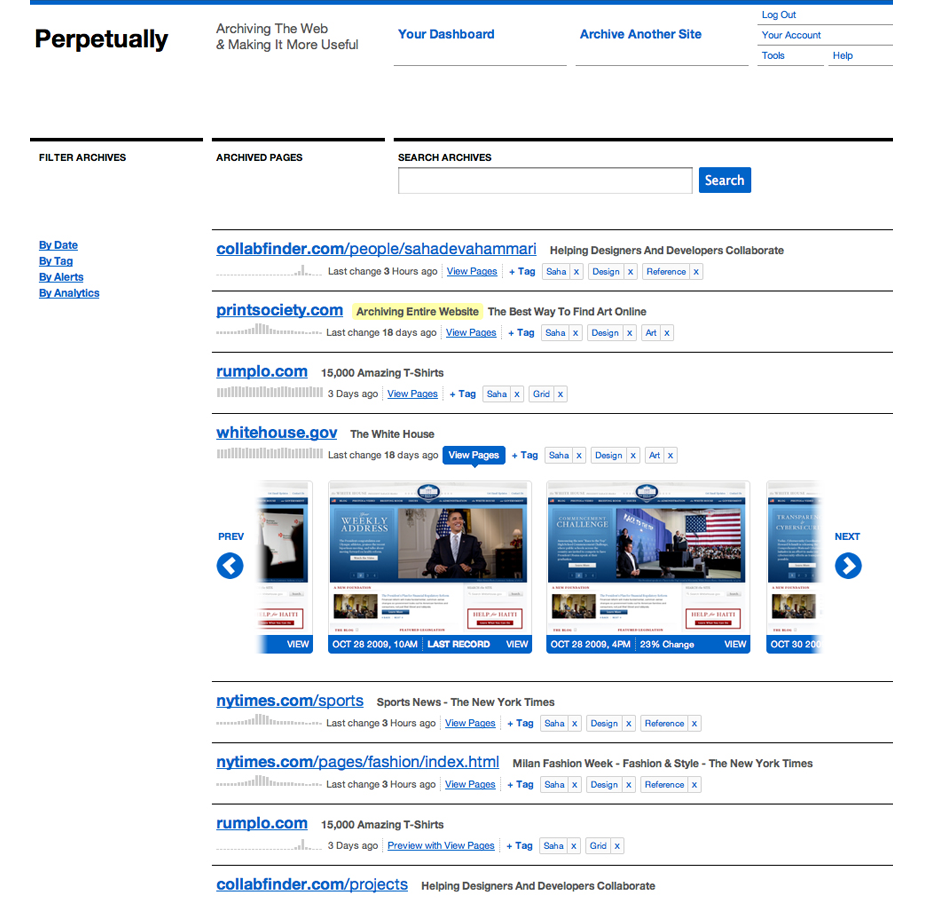 Perpetually
Archiving The Web
& Making It More Useful
Your Dashboard
Archive Another Site
Log Out
Your Account
Tools
Help
FILTER ARCHIVES
ARCHIVED PAGES
SEARCH ARCHIVES
Search
By Date
By Tag
By Alerts
By Analytics
collabfinder.com/people/sahadevahammari Helping Designers And Developers Collaborate
Last change 3 Hours ago View Pages + Tag Saha x Design x Reference x
printsociety.com Archiving Entire Website The Best Way To Find Art Online
Last change 18 days ago View Pages + Tag Saha x Design x Art x
rumplo.com 15,000 Amazing T-Shirts
3 Days ago View Pages + Tag Saha x Grid x
whitehouse.gov The White House
Last change 18 days ago View Pages + Tag Saha x Design x Art x
PREV
NEXT
Your
WEEKLY
ADDRESS
COMMENCEMENT
CHALLENGE
TRANSPAREN
CYBERSECU
HELP for HAITI
HELP for HAITI
VIEW
OCT 28 2009, 10AM LAST RECORD VIEW
OCT 28 2009, 4PM 23% Change VIEW
OCT 30 200
nytimes.com/sports Sports News - The New York Times
Last change 3 Hours ago View Pages + Tag Saha x Design x Reference x
nytimes.com/pages/fashion/index.html Milan Fashion Week - Fashion & Style - The New York Times
Last change 3 Hours ago View Pages + Tag Saha x Design x Reference x
rumplo.com 15,000 Amazing T-Shirts
3 Days ago Preview with View Pages + Tag Saha x Grid x
collabfinder.com/projects Helping Designers And Developers Collaborate